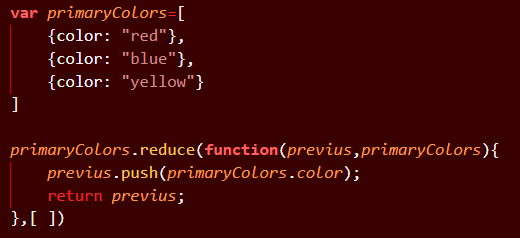 var primaryColors=[
    {color: "red"},
    {color: "blue"},
    {color: "yellow"}
]

primaryColors.reduce(function(previus,primaryColors){
    previus.push(primaryColors.color);
    return previus;
},[ ])